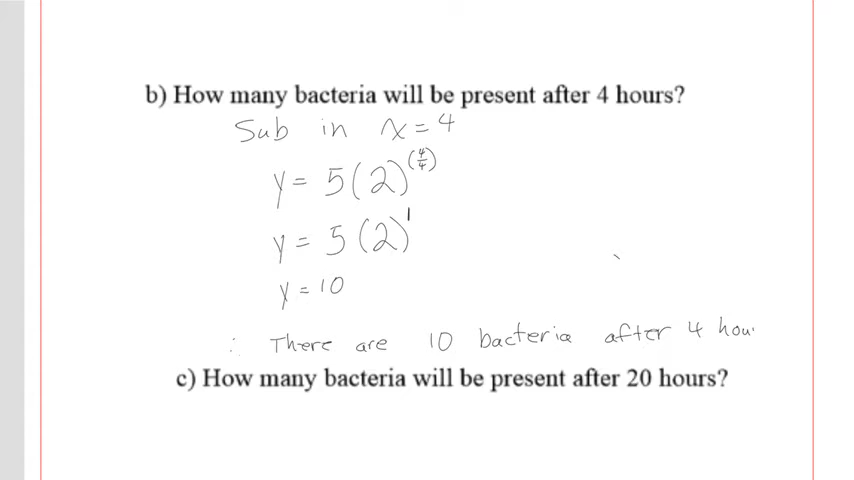 b) How many bacteria will be present after 4 hours?
Sub in x = 4
y = 5(2)^(4/4)
y = 5(2)^1
y = 10
∴ There are 10 bacteria after 4 hou
c) How many bacteria will be present after 20 hours?